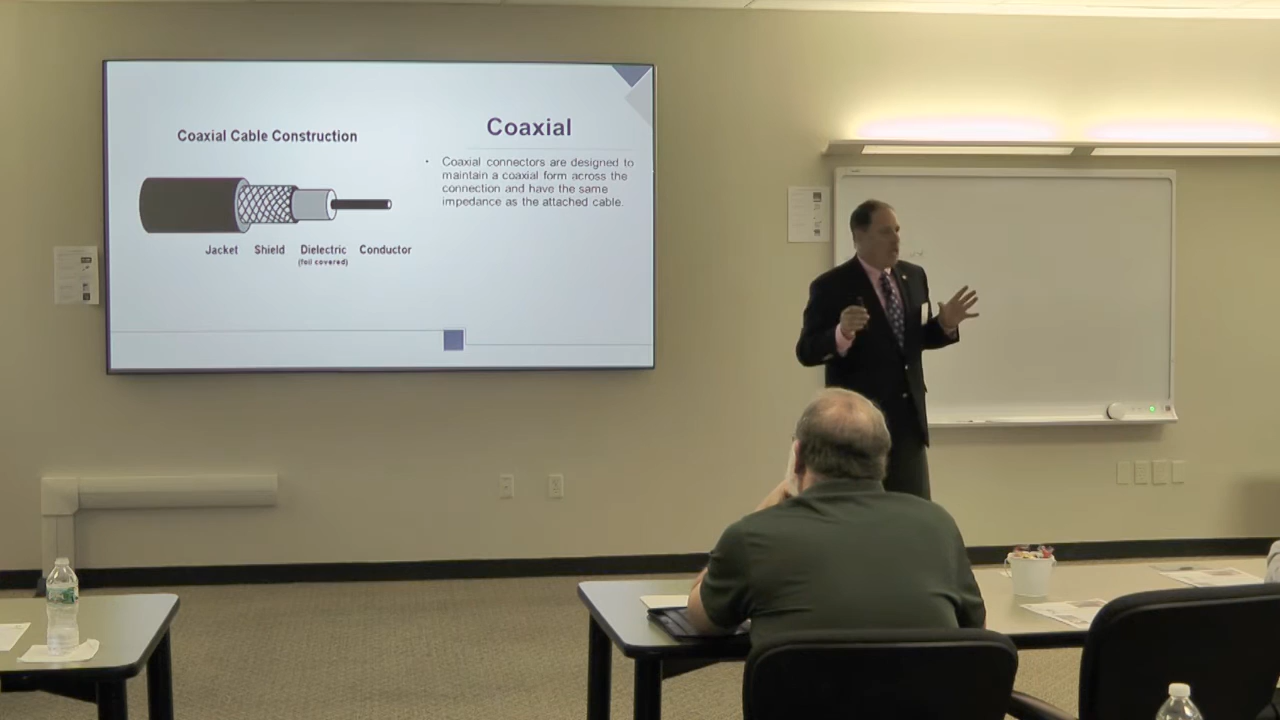 Coaxial Cable Construction
Jacket Shield Dielectric Conductor
(foil covered)
Coaxial
• Coaxial connectors are designed to
maintain a coaxial form across the
connection and have the same
impedance as the attached cable.